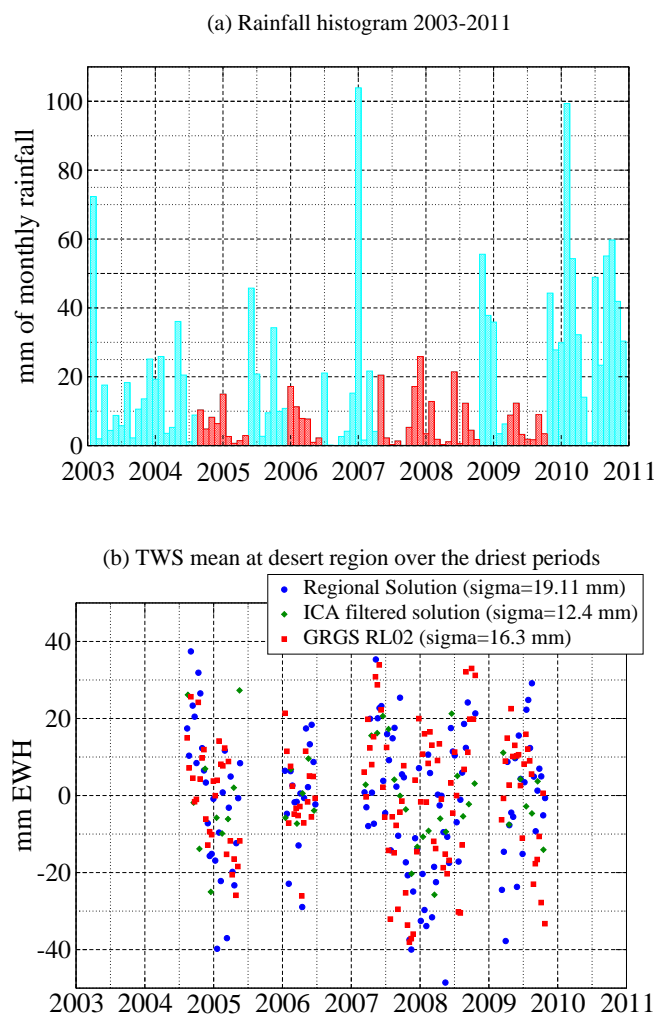 (a) Rainfall histogram 2003-2011
mm of monthly rainfall
100
80
60
40
20
0
2003 2004 2005 2006 2007 2008 2009 2010 2011
(b) TWS mean at desert region over the driest periods
Regional Solution (sigma=19.11 mm)
ICA filtered solution (sigma=12.4 mm)
GRGS RL02 (sigma=16.3 mm)
mm EWH
40
20
0
-20
-40
2003 2004 2005 2006 2007 2008 2009 2010 2011